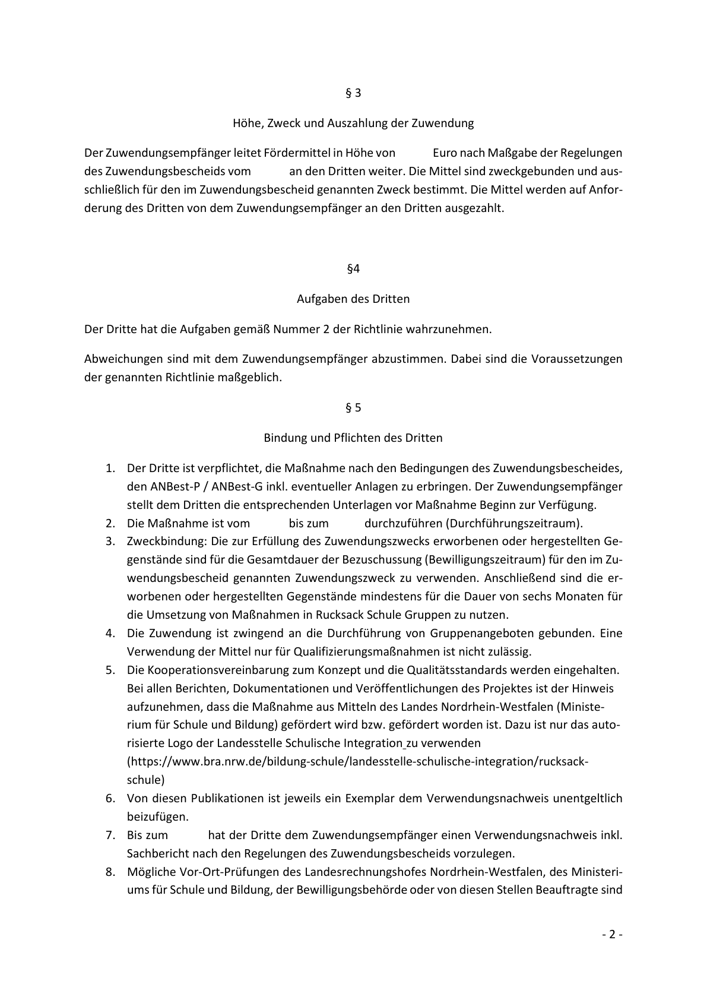 § 3
Höhe, Zweck und Auszahlung der Zuwendung
Der Zuwendungsempfänger leitet Fördermittel in Höhe von Euro nach Maßgabe der Regelungen
des Zuwendungsbescheids vom an den Dritten weiter. Die Mittel sind zweckgebunden und aus-
schließlich für den im Zuwendungsbescheid genannten Zweck bestimmt. Die Mittel werden auf Anfor-
derung des Dritten von dem Zuwendungsempfänger an den Dritten ausgezahlt.
§4
Aufgaben des Dritten
Der Dritte hat die Aufgaben gemäß Nummer 2 der Richtlinie wahrzunehmen.
Abweichungen sind mit dem Zuwendungsempfänger abzustimmen. Dabei sind die Voraussetzungen
der genannten Richtlinie maßgeblich.
§ 5
Bindung und Pflichten des Dritten
1. Der Dritte ist verpflichtet, die Maßnahme nach den Bedingungen des Zuwendungsbescheides,
den ANBest-P / ANBest-G inkl. eventueller Anlagen zu erbringen. Der Zuwendungsempfänger
stellt dem Dritten die entsprechenden Unterlagen vor Maßnahme Beginn zur Verfügung.
2. Die Maßnahme ist vom bis zum durchzuführen (Durchführungszeitraum).
3. Zweckbindung: Die zur Erfüllung des Zuwendungszwecks erworbenen oder hergestellten Ge-
genstände sind für die Gesamtdauer der Bezuschussung (Bewilligungszeitraum) für den im Zu-
wendungsbescheid genannten Zuwendungszweck zu verwenden. Anschließend sind die er-
worbenen oder hergestellten Gegenstände mindestens für die Dauer von sechs Monaten für
die Umsetzung von Maßnahmen in Rucksack Schule Gruppen zu nutzen.
4. Die Zuwendung ist zwingend an die Durchführung von Gruppenangeboten gebunden. Eine
Verwendung der Mittel nur für Qualifizierungsmaßnahmen ist nicht zulässig.
5. Die Kooperationsvereinbarung zum Konzept und die Qualitätsstandards werden eingehalten.
Bei allen Berichten, Dokumentationen und Veröffentlichungen des Projektes ist der Hinweis
aufzunehmen, dass die Maßnahme aus Mitteln des Landes Nordrhein-Westfalen (Ministe-
rium für Schule und Bildung) gefördert wird bzw. gefördert worden ist. Dazu ist nur das auto-
risierte Logo der Landesstelle Schulische Integration zu verwenden
(https://www.bra.nrw.de/bildung-schule/landesstelle-schulische-integration/rucksack-
schule)
6. Von diesen Publikationen ist jeweils ein Exemplar dem Verwendungsnachweis unentgeltlich
beizufügen.
7. Bis zum hat der Dritte dem Zuwendungsempfänger einen Verwendungsnachweis inkl.
Sachbericht nach den Regelungen des Zuwendungsbescheids vorzulegen.
8. Mögliche Vor-Ort-Prüfungen des Landesrechnungshofes Nordrhein-Westfalen, des Ministeri-
ums für Schule und Bildung, der Bewilligungsbehörde oder von diesen Stellen Beauftragte sind
- 2 -